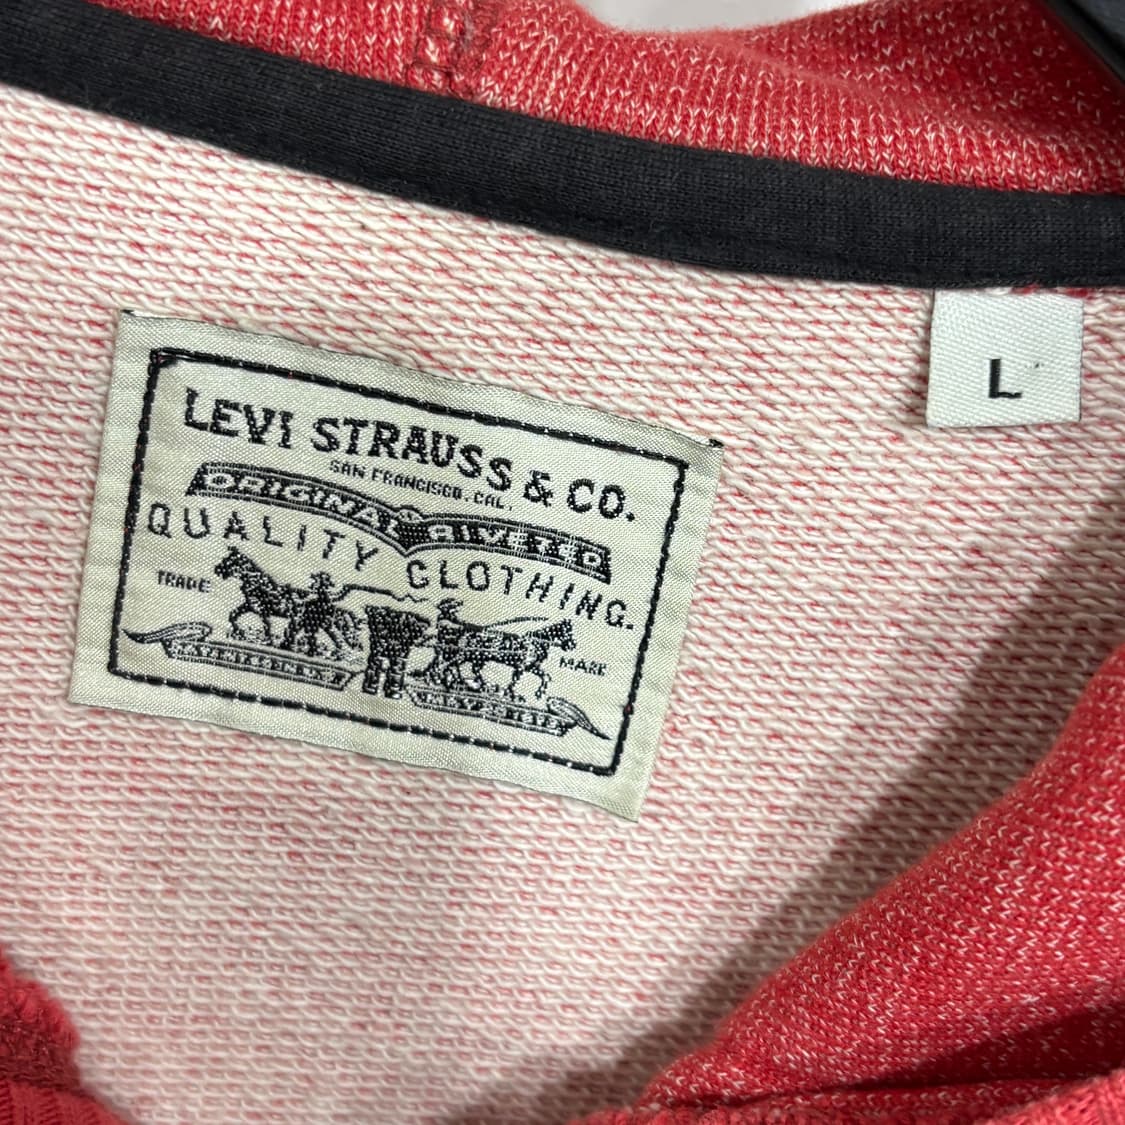 LEVI STRAUSS & CO.
SAN FRANCISCO. CAL.
ORIGINAL RIVETED
QUALITY CLOTHING.
TRADE MARK
L